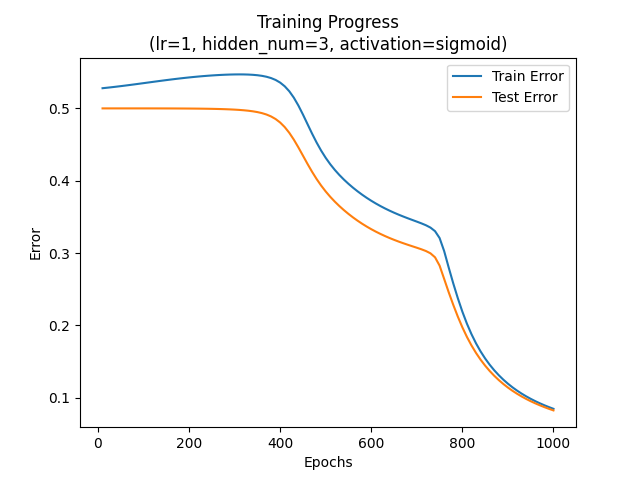 Training Progress
(lr=1, hidden_num=3, activation=sigmoid)
Train Error
Test Error
0.5
0.4
0.3
0.2
0.1
Error
0 200 400 600 800 1000
Epochs